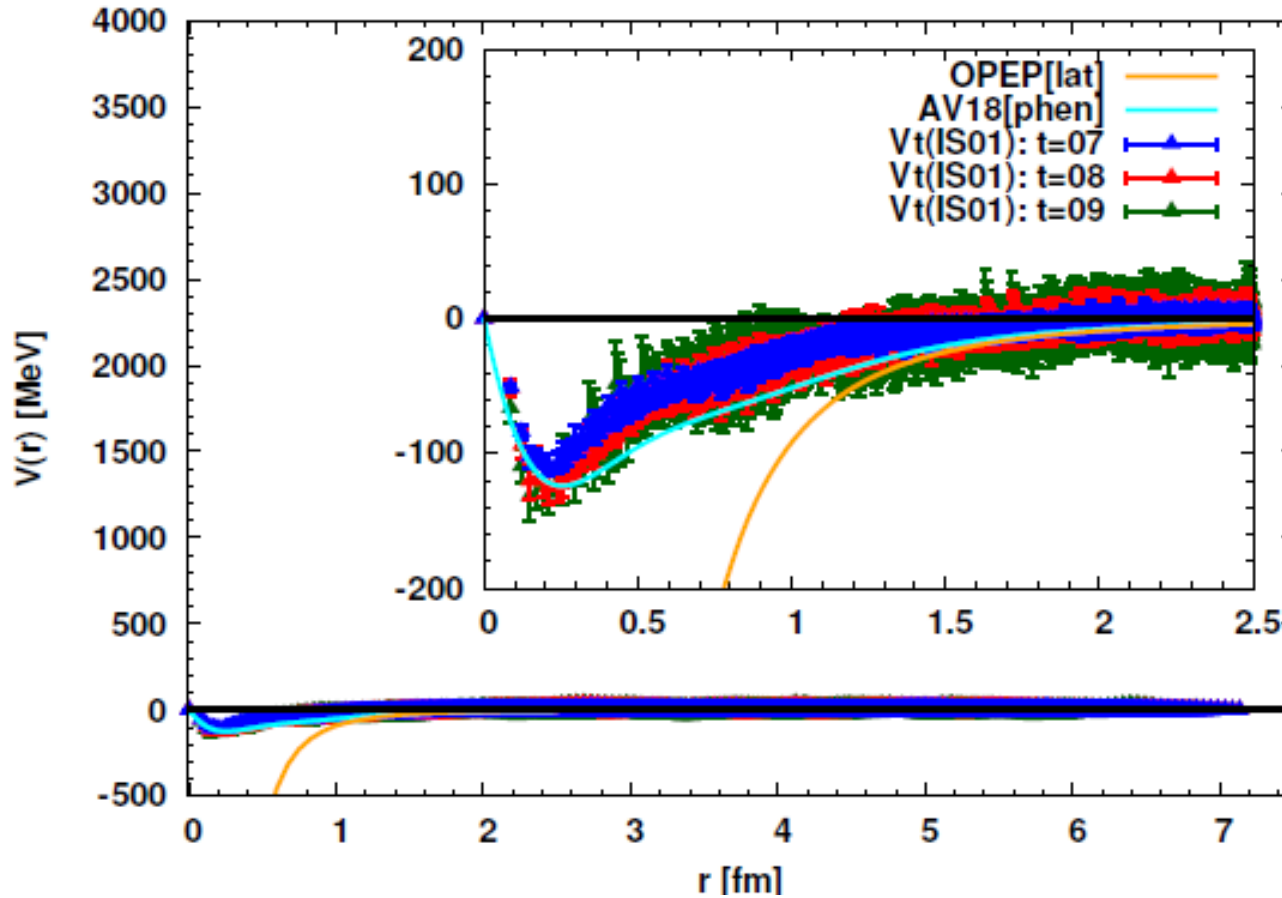 4000
3500
3000
2500
2000
1500
1000
500
0
-500
V(r) [MeV]
0 1 2 3 4 5 6 7
r [fm]
200
100
0
-100
-200
0 0.5 1 1.5 2 2.5
OPEP[lat]
AV18[phen]
Vt(IS01): t=07
Vt(IS01): t=08
Vt(IS01): t=09